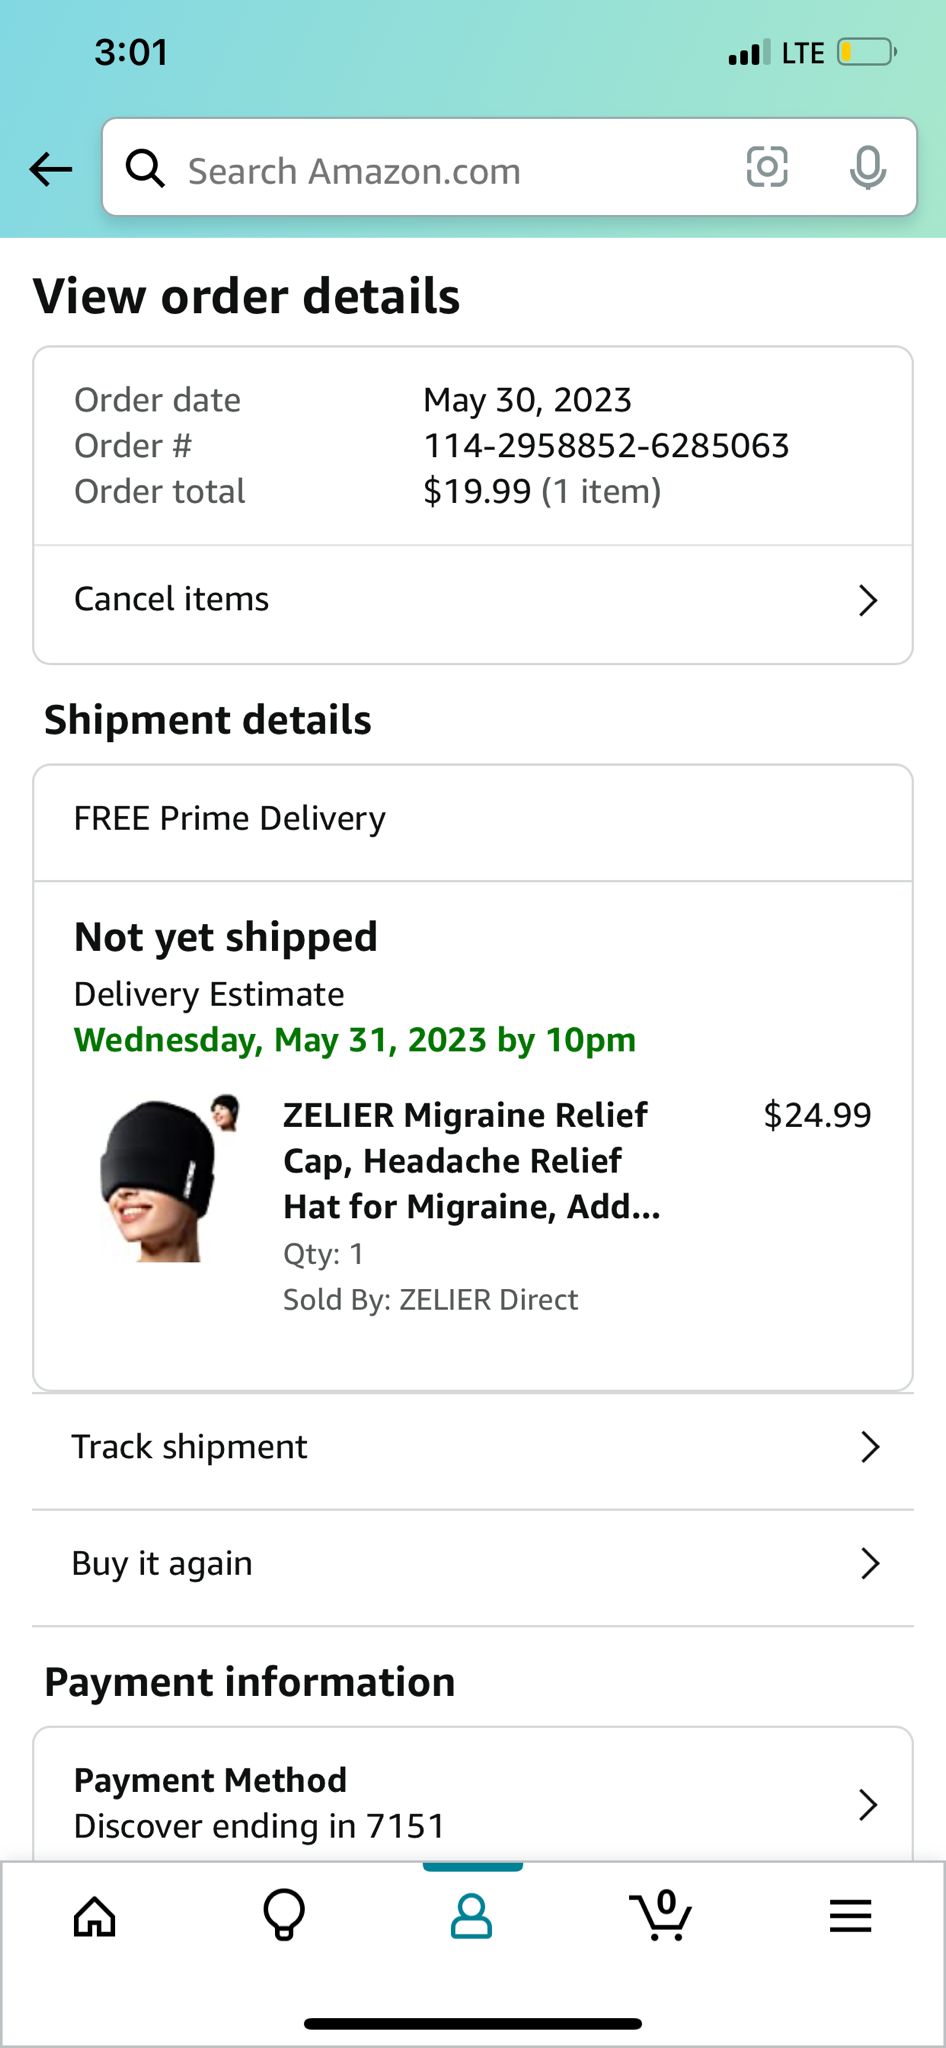 3:01
LTE
Search Amazon.com
View order details
Order date May 30, 2023
Order # 114-2958852-6285063
Order total $19.99 (1 item)
Cancel items
Shipment details
FREE Prime Delivery
Not yet shipped
Delivery Estimate
Wednesday, May 31, 2023 by 10pm
ZELIER Migraine Relief $24.99
Cap, Headache Relief
Hat for Migraine, Add...
Qty: 1
Sold By: ZELIER Direct
Track shipment
Buy it again
Payment information
Payment Method
Discover ending in 7151
0